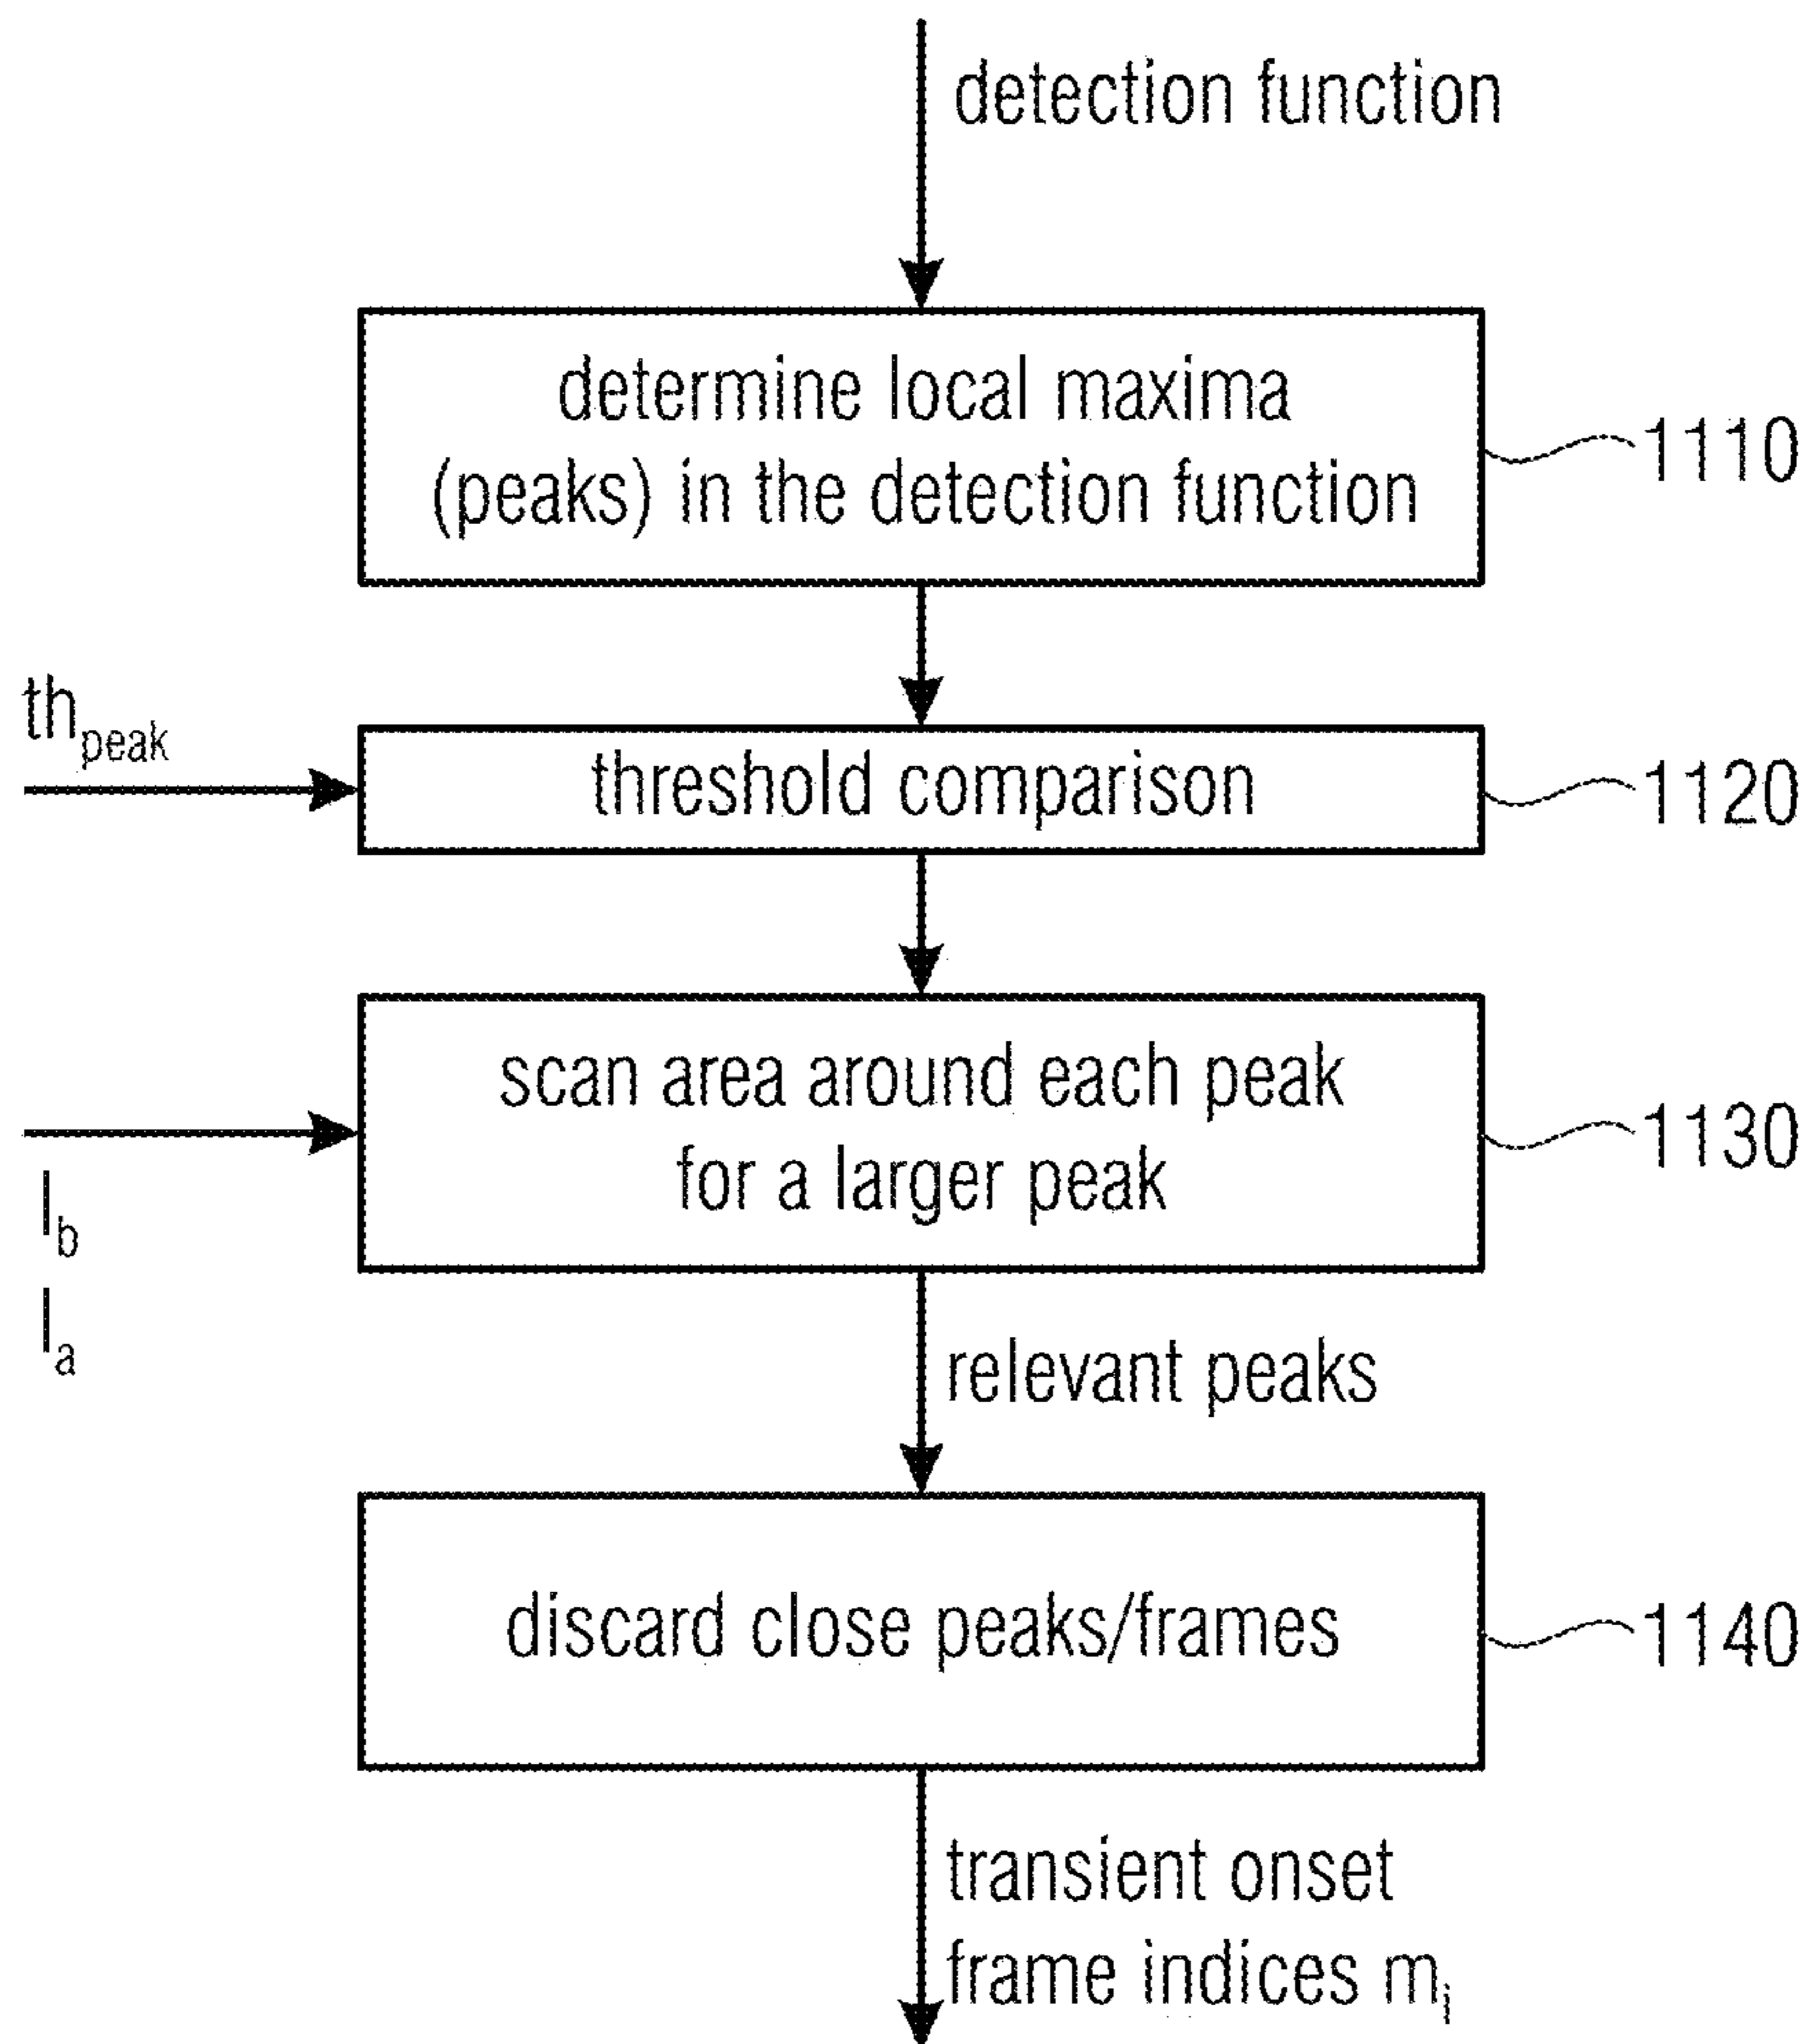 detection function
determine local maxima
(peaks) in the detection function
1110
th_peak
threshold comparison
1120
scan area around each peak
for a larger peak
1130
l_b
l_a
relevant peaks
discard close peaks/frames
1140
transient onset
frame indices m_i